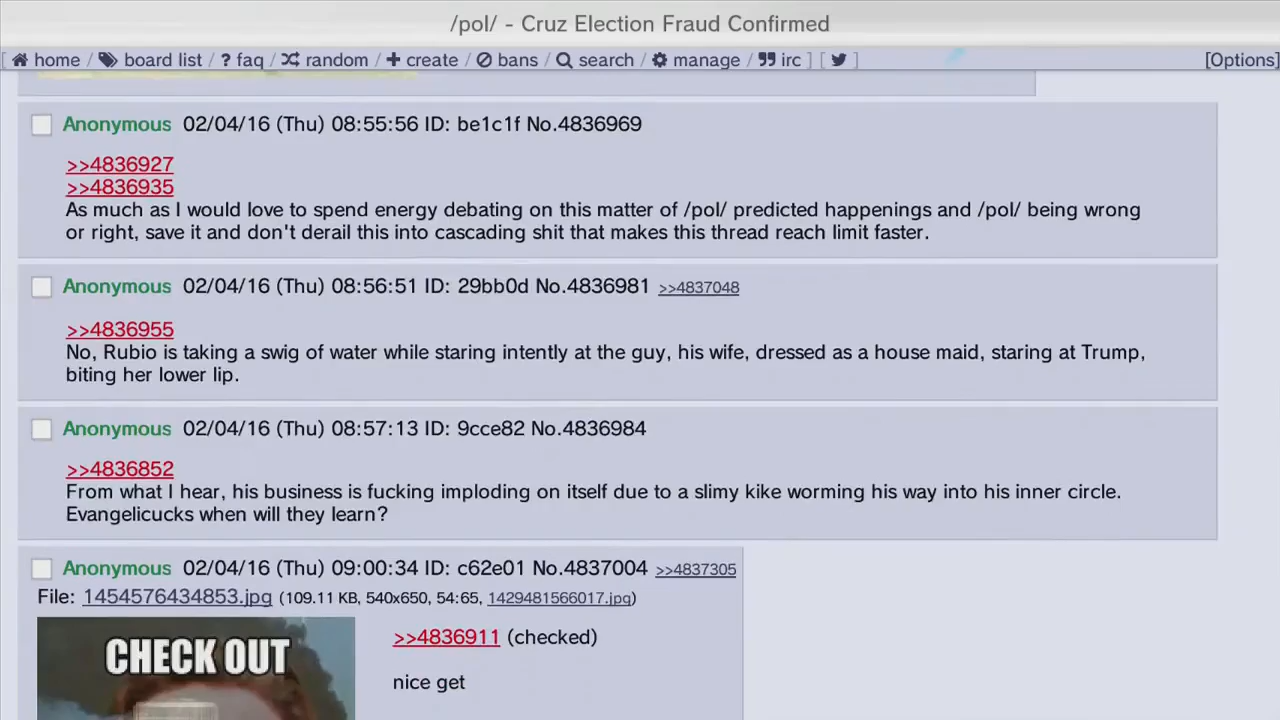 /pol/ - Cruz Election Fraud Confirmed
[ home / board list / ? faq / random / create / bans / search / manage / irc ] [ ] [Options]
Anonymous 02/04/16 (Thu) 08:55:56 ID: be1c1f No.4836969
>>4836927
>>4836935
As much as I would love to spend energy debating on this matter of /pol/ predicted happenings and /pol/ being wrong
or right, save it and don't derail this into cascading shit that makes this thread reach limit faster.
Anonymous 02/04/16 (Thu) 08:56:51 ID: 29bb0d No.4836981 >>4837048
>>4836955
No, Rubio is taking a swig of water while staring intently at the guy, his wife, dressed as a house maid, staring at Trump,
biting her lower lip.
Anonymous 02/04/16 (Thu) 08:57:13 ID: 9cce82 No.4836984
>>4836852
From what I hear, his business is fucking imploding on itself due to a slimy kike worming his way into his inner circle.
Evangelicucks when will they learn?
Anonymous 02/04/16 (Thu) 09:00:34 ID: c62e01 No.4837004 >>4837305
File: 1454576434853.jpg (109.11 KB, 540x650, 54:65, 1429481566017.jpg)
CHECK OUT
>>4836911 (checked)
nice get